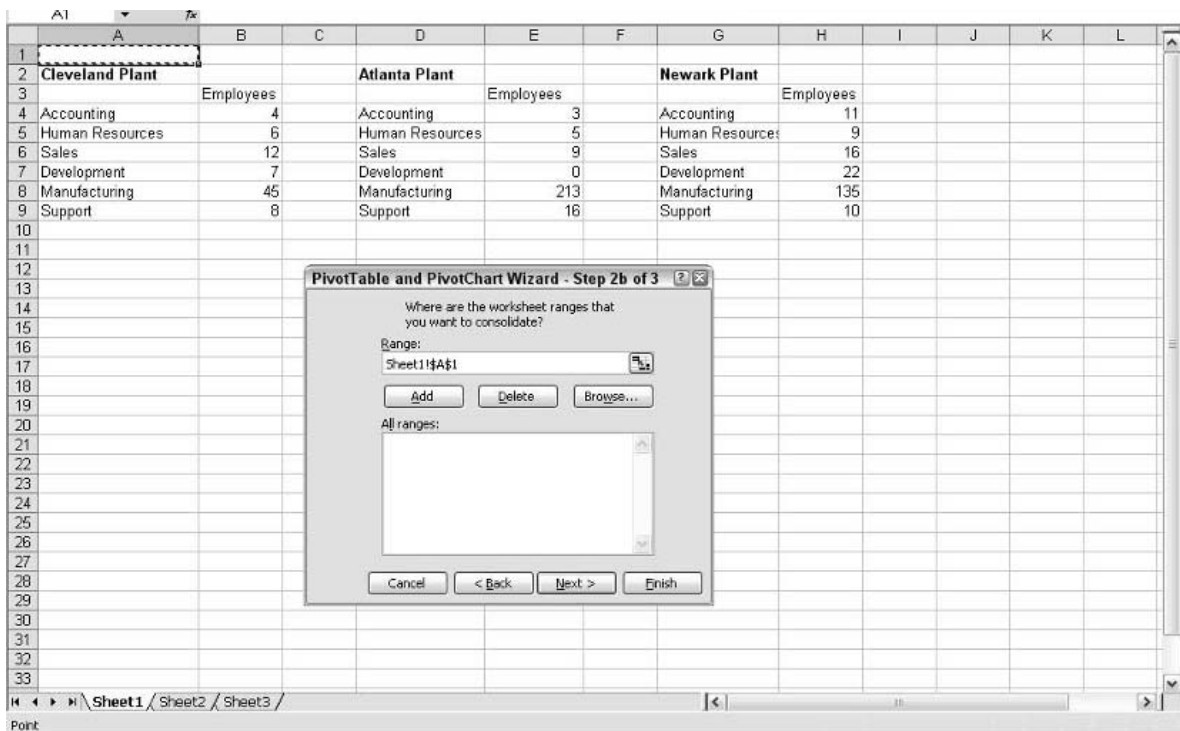 A1 fx
A B C D E F G H I J K L
1
2 Cleveland Plant Atlanta Plant Newark Plant
3 Employees Employees Employees
4 Accounting 4 Accounting 3 Accounting 11
5 Human Resources 6 Human Resources 5 Human Resources 9
6 Sales 12 Sales 9 Sales 16
7 Development 7 Development 0 Development 22
8 Manufacturing 45 Manufacturing 213 Manufacturing 135
9 Support 8 Support 16 Support 10
10
11
12
13
14
15
16
17
18
19
20
21
22
23
24
25
26
27
28
29
30
31
32
33
PivotTable and PivotChart Wizard - Step 2b of 3
Where are the worksheet ranges that
you want to consolidate?
Range:
Sheet1!$A$1
Add Delete Browse...
All ranges:
Cancel < Back Next > Finish
Sheet1 / Sheet2 / Sheet3 /
Point